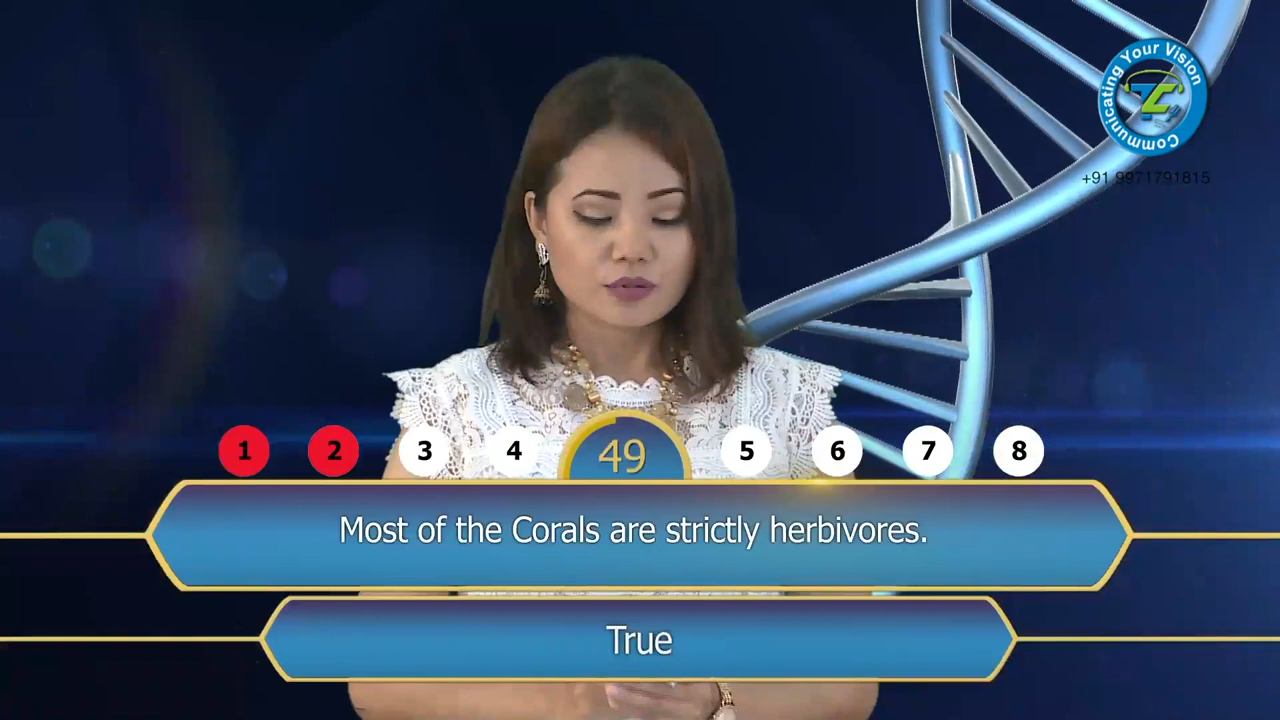 Communicating Your Vision
TC
+91 9971791815
1 2 3 4 49 5 6 7 8
Most of the Corals are strictly herbivores.
True